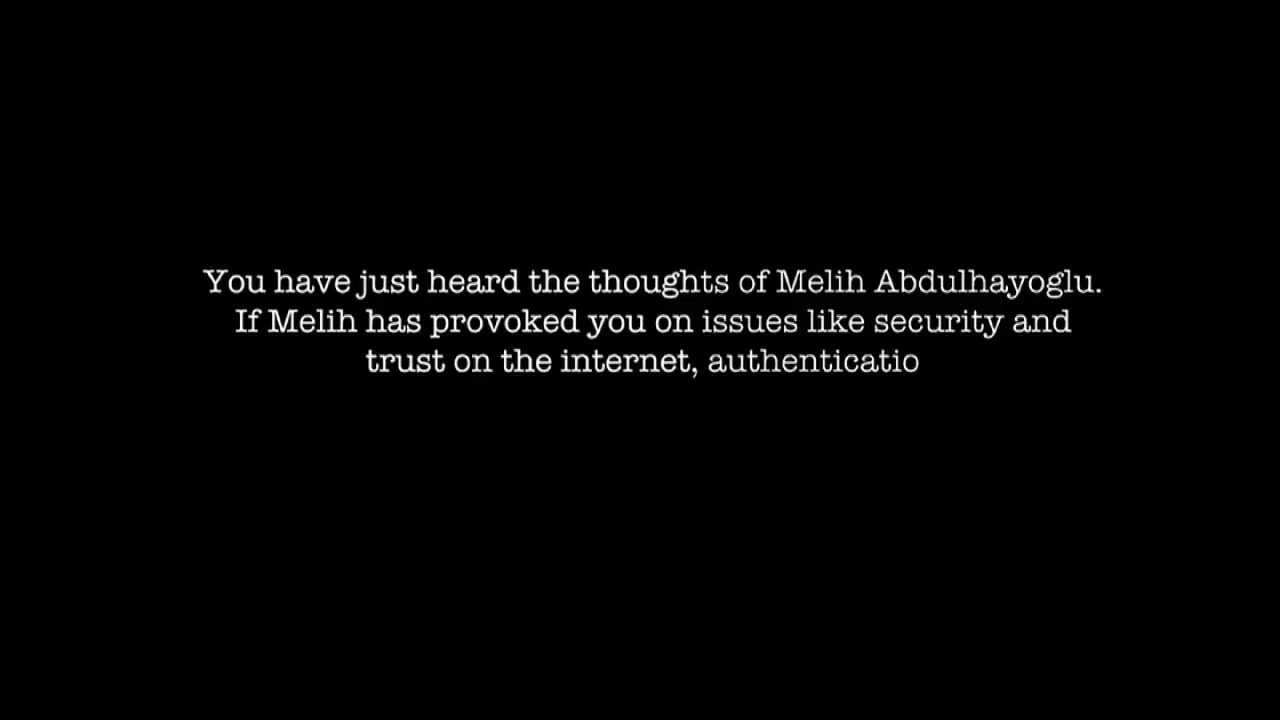 You have just heard the thoughts of Melih Abdulhayoglu.
If Melih has provoked you on issues like security and
trust on the internet, authenticatio